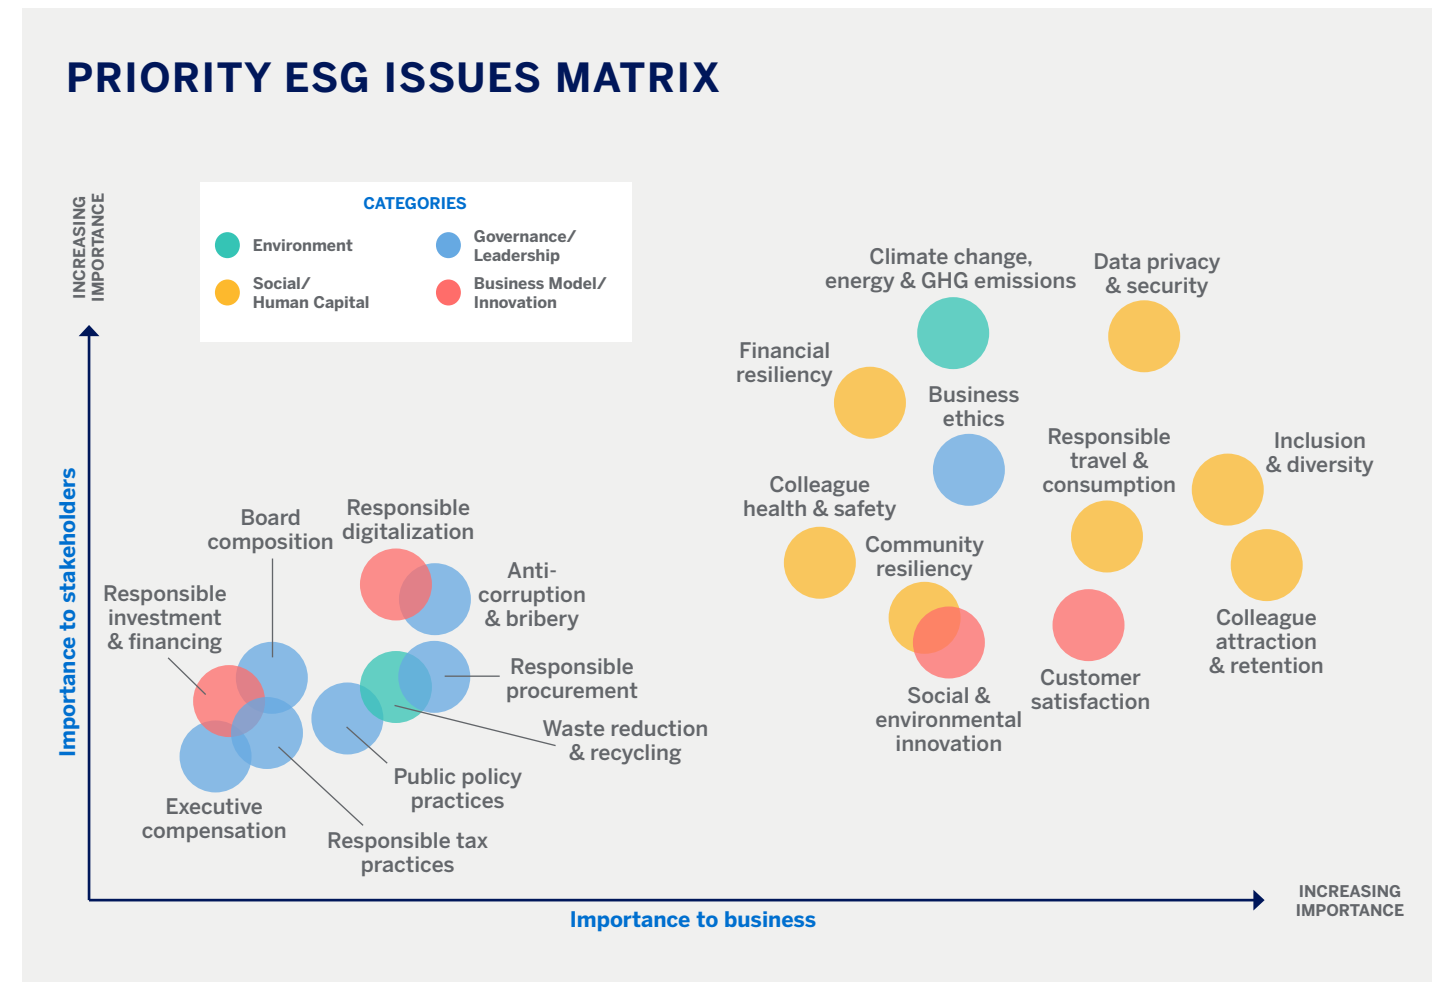 PRIORITY ESG ISSUES MATRIX
INCREASING
IMPORTANCE
CATEGORIES
Environment
Governance/
Leadership
Social/
Human Capital
Business Model/
Innovation
Climate change,
energy & GHG emissions
Data privacy
& security
Financial
resiliency
Business
ethics
Responsible
travel &
consumption
Inclusion
& diversity
Colleague
health & safety
Community
resiliency
Colleague
attraction
& retention
Customer
satisfaction
Social &
environmental
innovation
Importance to stakeholders
Board
composition
Responsible
digitalization
Anti-
corruption
& bribery
Responsible
investment
& financing
Responsible
procurement
Waste reduction
& recycling
Public policy
practices
Executive
compensation
Responsible tax
practices
Importance to business
INCREASING
IMPORTANCE